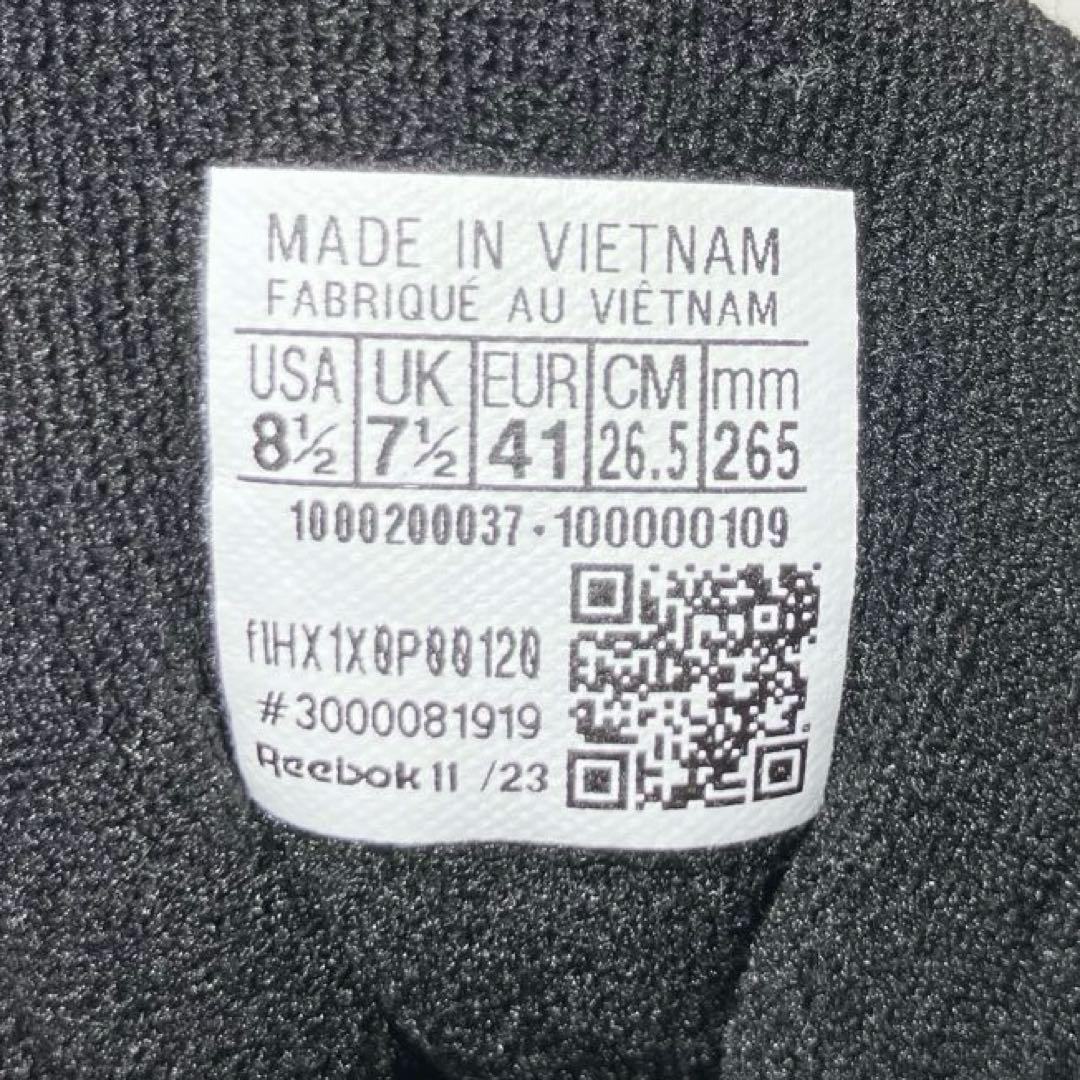 MADE IN VIETNAM
FABRIQUÉ AU VIÊTNAM
USA UK EUR CM mm
8½ 7½ 41 26.5 265
1000200037・100000109
#3000081919
Reebok 11 /23